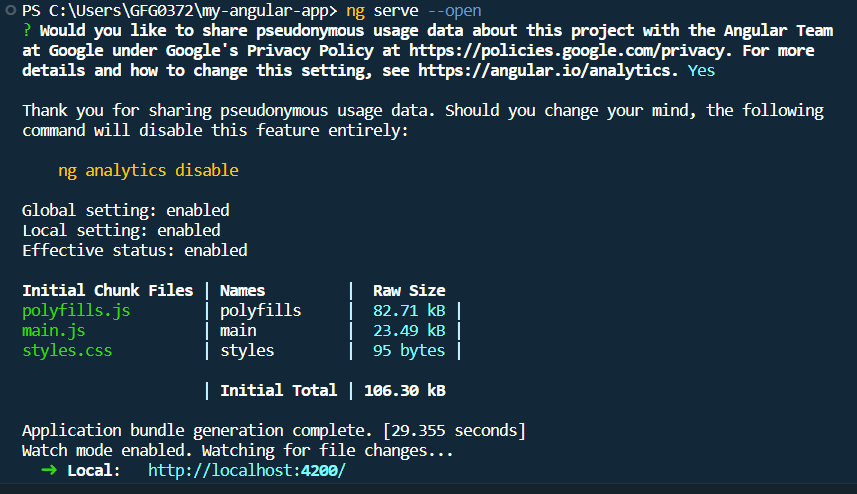 PS C:\Users\GFG0372\my-angular-app> ng serve --open
? Would you like to share pseudonymous usage data about this project with the Angular Team
at Google under Google's Privacy Policy at https://policies.google.com/privacy. For more
details and how to change this setting, see https://angular.io/analytics. Yes
Thank you for sharing pseudonymous usage data. Should you change your mind, the following
command will disable this feature entirely:
ng analytics disable
Global setting: enabled
Local setting: enabled
Effective status: enabled
Initial Chunk Files | Names | Raw Size
polyfills.js | polyfills | 82.71 kB |
main.js | main | 23.49 kB |
styles.css | styles | 95 bytes |
| Initial Total | 106.30 kB
Application bundle generation complete. [29.355 seconds]
Watch mode enabled. Watching for file changes...
➜ Local: http://localhost:4200/